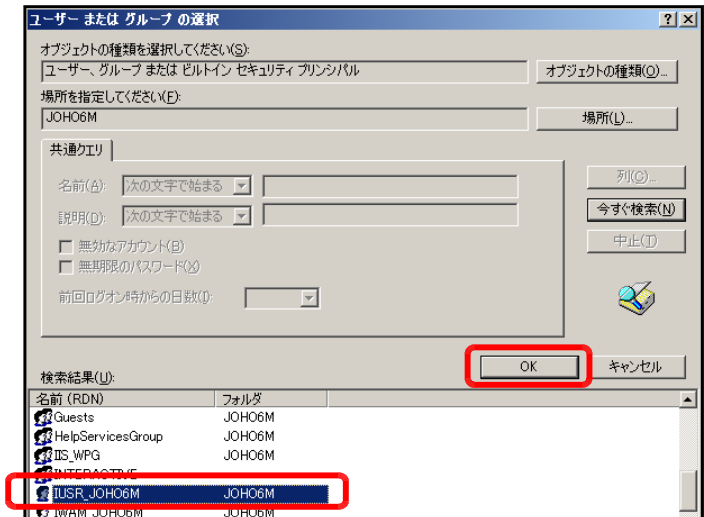 ユーザー または グループ の選択
オブジェクトの種類を選択してください(S):
ユーザー、グループ または ビルトイン セキュリティ プリンシパル
オブジェクトの種類(O)...
場所を指定してください(F):
JOHO6M
場所(L)...
共通クエリ
名前(A): 次の文字で始まる
列(C)...
説明(D): 次の文字で始まる
今すぐ検索(N)
無効なアカウント(B)
中止(T)
無期限のパスワード(X)
前回ログオン時からの日数(I):
OK
キャンセル
検索結果(U):
名前 (RDN) フォルダ
Guests JOHO6M
HelpServicesGroup JOHO6M
IIS_WPG JOHO6M
INTERACTIVE
IUSR_JOHO6M JOHO6M
IWAM_JOHO6M JOHO6M